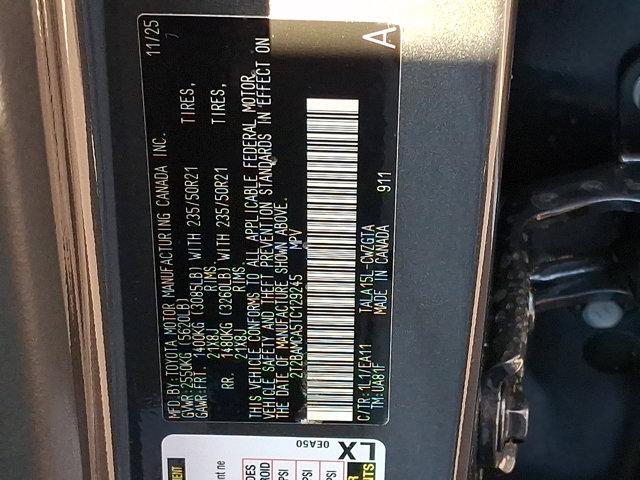 MFD.BY:TOYOTA MOTOR MANUFACTURING CANADA INC. 11/25
GVWR:2550KG (5620LB)
GAWR:FRT. 1400KG (3085LB) WITH 235/50R21 TIRES,
21X8J RIMS
RR. 1480KG (3260LB) WITH 235/50R21 TIRES,
21X8J RIMS
THIS VEHICLE CONFORMS TO ALL APPLICABLE FEDERAL MOTOR
VEHICLE SAFETY AND THEFT PREVENTION STANDARDS IN EFFECT ON
THE DATE OF MANUFACTURE SHOWN ABOVE.
2T2BAMCA5TC129245 MPV
C/TR:1L1/EA11 TALA15L-CWZGTA
TM:UA81F MADE IN CANADA 911
A
LX
0EA50